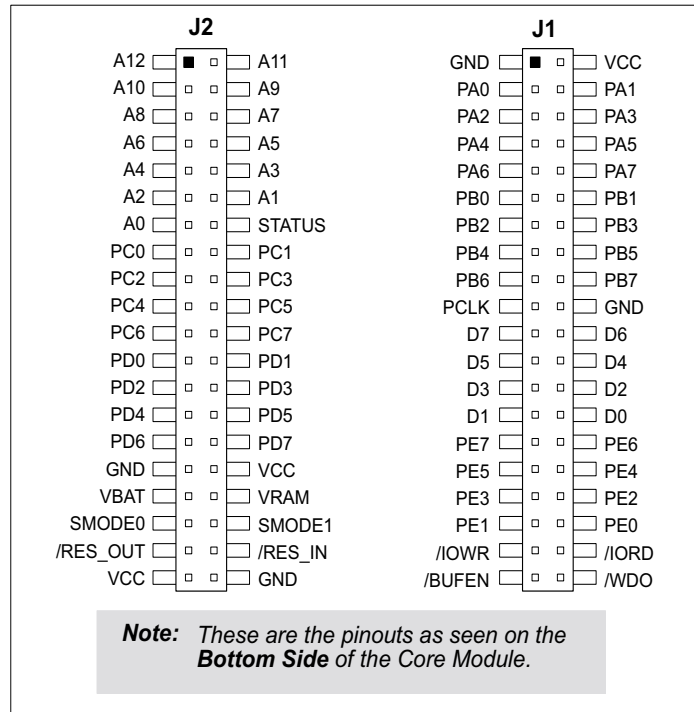 J2 J1
A12 A11 GND VCC
A10 A9 PA0 PA1
A8 A7 PA2 PA3
A6 A5 PA4 PA5
A4 A3 PA6 PA7
A2 A1 PB0 PB1
A0 STATUS PB2 PB3
PC0 PC1 PB4 PB5
PC2 PC3 PB6 PB7
PC4 PC5 PCLK GND
PC6 PC7 D7 D6
PD0 PD1 D5 D4
PD2 PD3 D3 D2
PD4 PD5 D1 D0
PD6 PD7 PE7 PE6
GND VCC PE5 PE4
VBAT VRAM PE3 PE2
SMODE0 SMODE1 PE1 PE0
/RES_OUT /RES_IN /IOWR /IORD
VCC GND /BUFEN /WDO
Note: These are the pinouts as seen on the
Bottom Side of the Core Module.